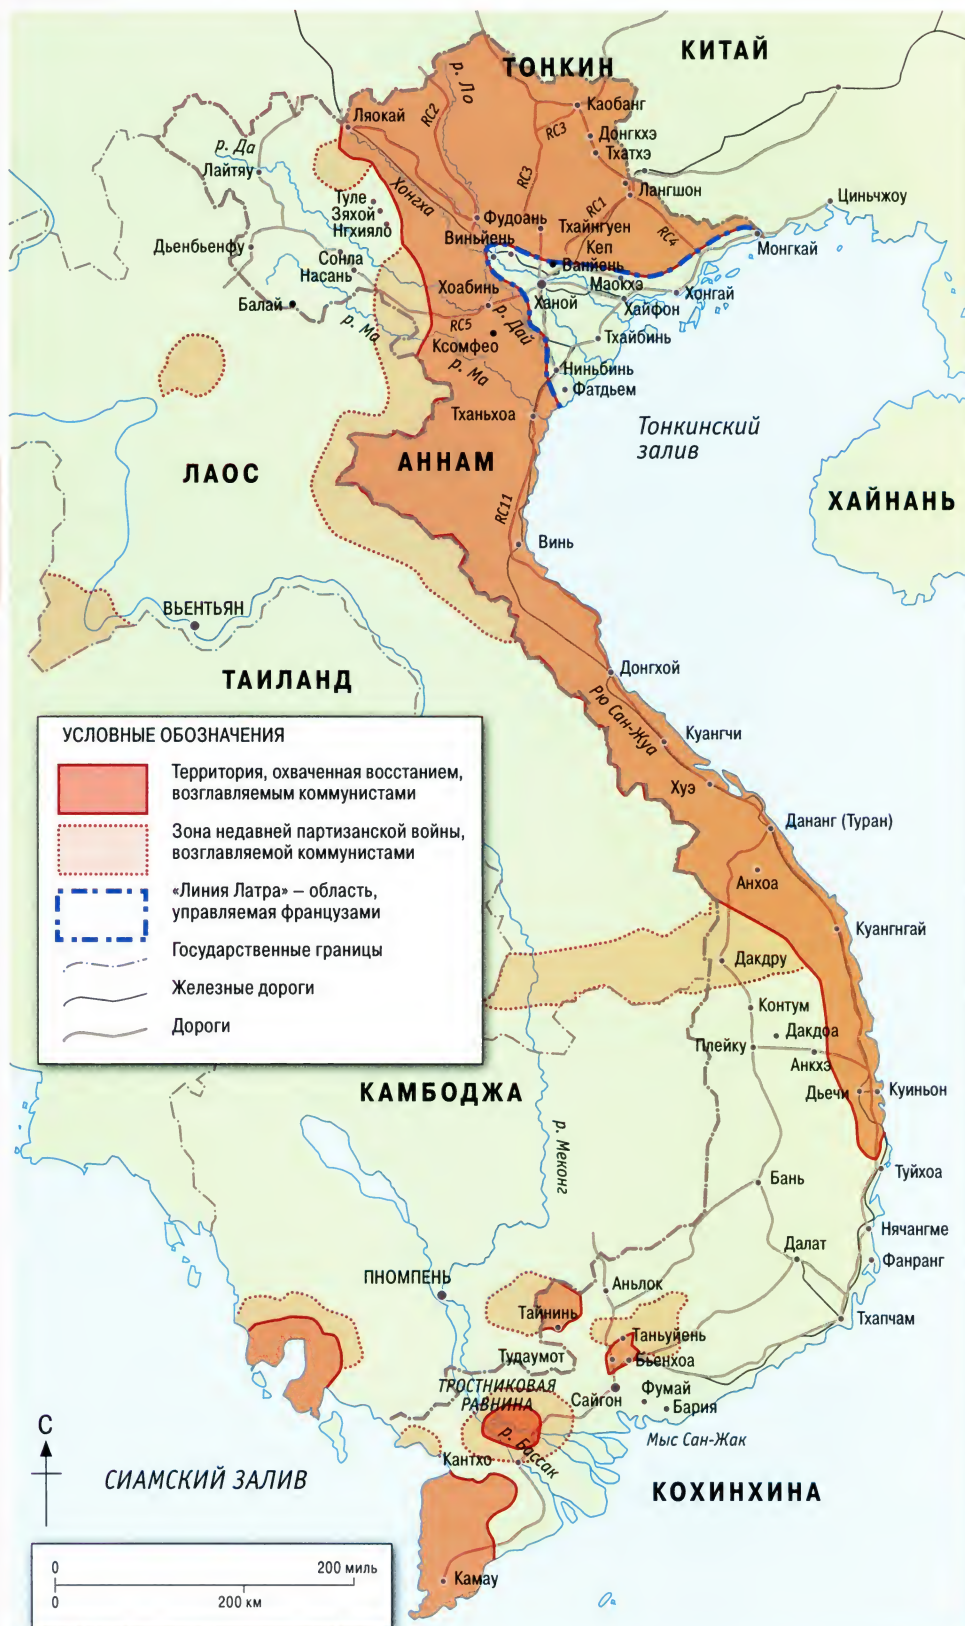 КИТАЙ
ТОНКИН
р. Ло
RC2
Каобанг
Ляокай
RC3
Донгкхэ
р. Да
Тхатхэ
Лайтяу
RC3
Лангшон
Хонгха
Циньчжоу
Туле
Зяхой
Нгхияло
RC1
Фудоань
Тхайнгуен
RC4
Виньйень
Кеп
Монгкай
Дьенбьенфу
Сонла
Ванйень
Насань
Хоабинь
Маокхэ
Хонгай
Балай
Ханой
Хайфон
р. Ма
RC5
р. Дай
Ксомфео
Тхайбинь
р. Ма
Ниньбинь
Фатдьем
Тханьхоа
Тонкинский
залив
АННАМ
ЛАОС
ХАЙНАНЬ
RC11
Винь
ВЬЕНТЬЯН
ТАИЛАНД
Донгхой
Рю Сан-Жуа
УСЛОВНЫЕ ОБОЗНАЧЕНИЯ
Территория, охваченная восстанием,
возглавляемым коммунистами
Зона недавней партизанской войны,
возглавляемой коммунистами
«Линия Латра» – область,
управляемая французами
Государственные границы
Железные дороги
Дороги
Куангчи
Хуэ
Дананг (Туран)
Анхоа
Куангнгай
Дакдру
Контум
Дакдоа
Плейку
Анкхэ
КАМБОДЖА
Дьечи
Куиньон
р. Меконг
Туйхоа
Бань
Нячангме
Далат
Фанранг
ПНОМПЕНЬ
Аньлок
Тайнинь
Тхапчам
Таньуйень
Тудаумот
Бьенхоа
ТРОСТНИКОВАЯ
РАВНИНА
Сайгон
Фумай
Бария
С
р. Бассак
Мыс Сан-Жак
Кантхо
СИАМСКИЙ ЗАЛИВ
КОХИНХИНА
0
200 миль
0
200 км
Камау